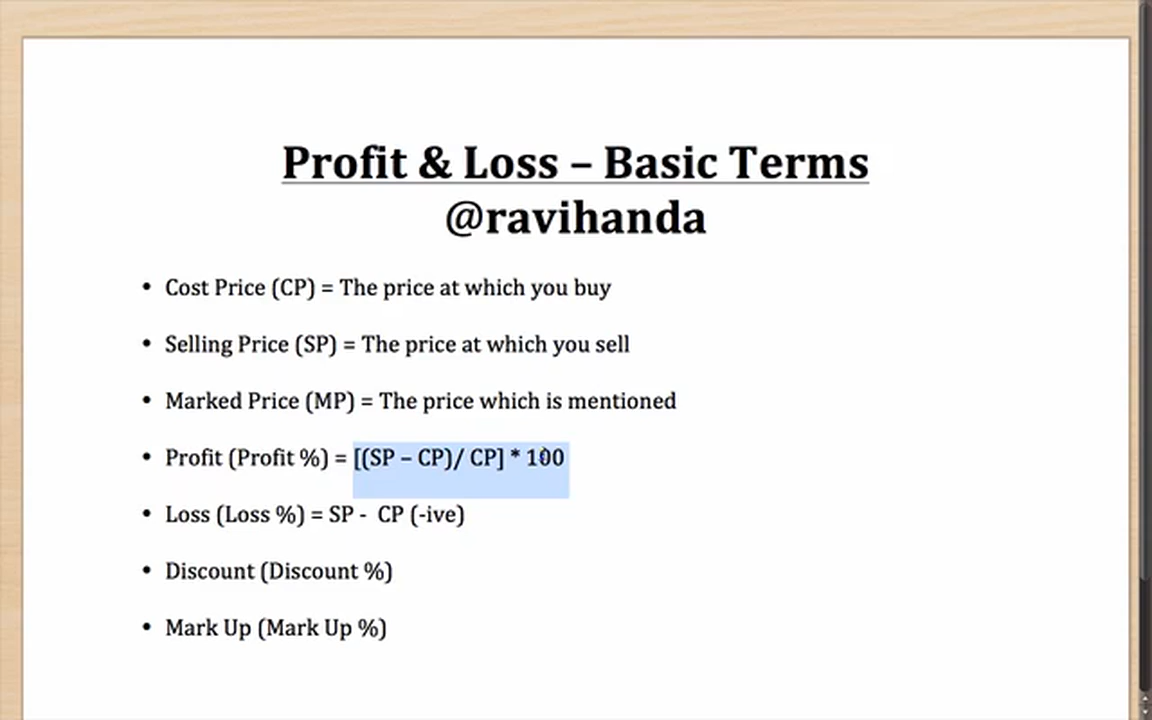 Profit & Loss – Basic Terms
@ravihanda
• Cost Price (CP) = The price at which you buy
• Selling Price (SP) = The price at which you sell
• Marked Price (MP) = The price which is mentioned
• Profit (Profit %) = [(SP – CP)/ CP] * 100
• Loss (Loss %) = SP - CP (-ive)
• Discount (Discount %)
• Mark Up (Mark Up %)